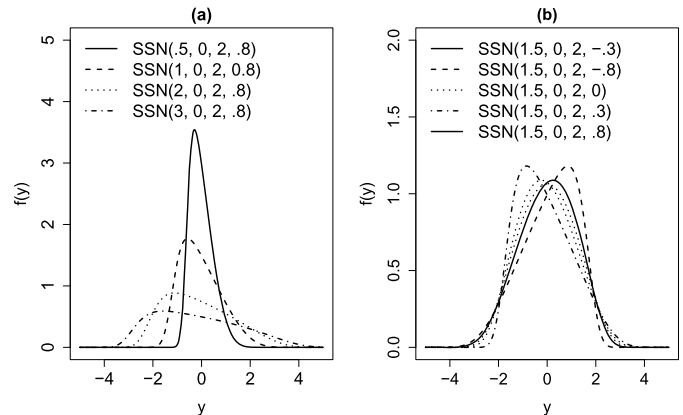 (a)
SSN(.5, 0, 2, .8)
SSN(1, 0, 2, 0.8)
SSN(2, 0, 2, .8)
SSN(3, 0, 2, .8)
f(y)
5
4
3
2
1
0
−4 −2 0 2 4
y
(b)
SSN(1.5, 0, 2, −.3)
SSN(1.5, 0, 2, −.8)
SSN(1.5, 0, 2, 0)
SSN(1.5, 0, 2, .3)
SSN(1.5, 0, 2, .8)
f(y)
2.0
1.5
1.0
0.5
0.0
−4 −2 0 2 4
y